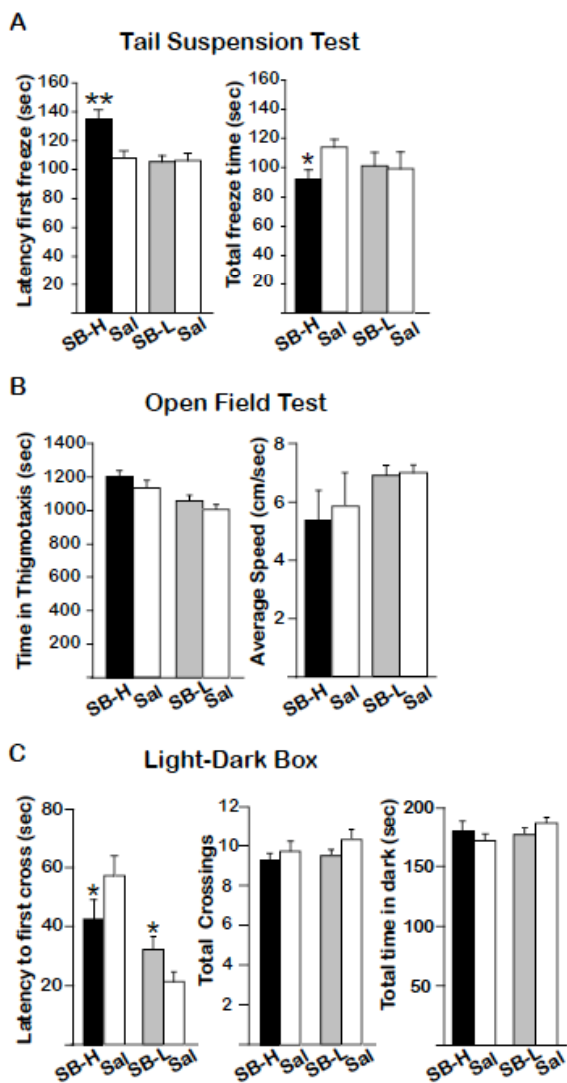 A
Tail Suspension Test
Latency first freeze (sec)
160
140
120
100
80
60
40
20
**
SB-H
Sal
SB-L
Sal
Total freeze time (sec)
160
140
120
100
80
60
40
20
*
SB-H
Sal
SB-L
Sal
B
Open Field Test
Time in Thigmotaxis (sec)
1400
1200
1000
800
600
400
200
SB-H
Sal
SB-L
Sal
Average Speed (cm/sec)
8
6
4
2
SB-H
Sal
SB-L
Sal
C
Light-Dark Box
Latency to first cross (sec)
80
60
40
20
*
*
SB-H
Sal
SB-L
Sal
Total Crossings
12
10
8
6
4
2
SB-H
Sal
SB-L
Sal
Total time in dark (sec)
200
150
100
50
SB-H
Sal
SB-L
Sal